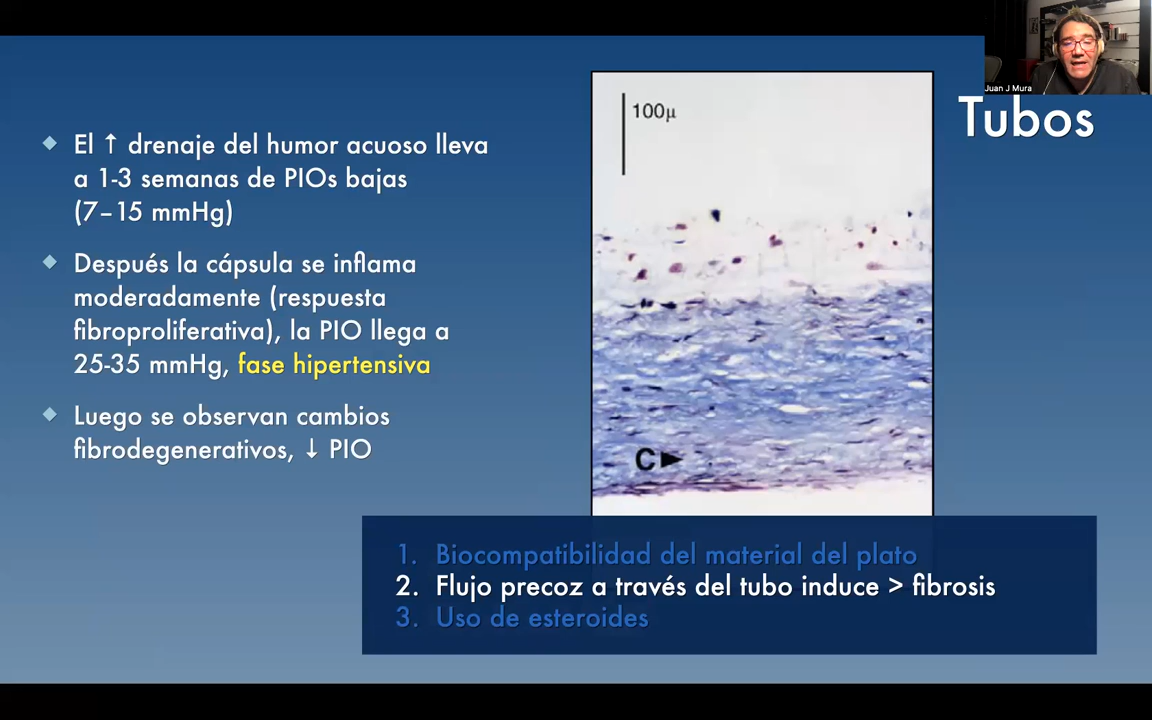 Juan J Mura
Tubos
El ↑ drenaje del humor acuoso lleva
a 1-3 semanas de PIOs bajas
(7–15 mmHg)
Después la cápsula se inflama
moderadamente (respuesta
fibroproliferativa), la PIO llega a
25-35 mmHg, fase hipertensiva
Luego se observan cambios
fibrodegenerativos, ↓ PIO
100µ
C
1. Biocompatibilidad del material del plato
2. Flujo precoz a través del tubo induce > fibrosis
3. Uso de esteroides